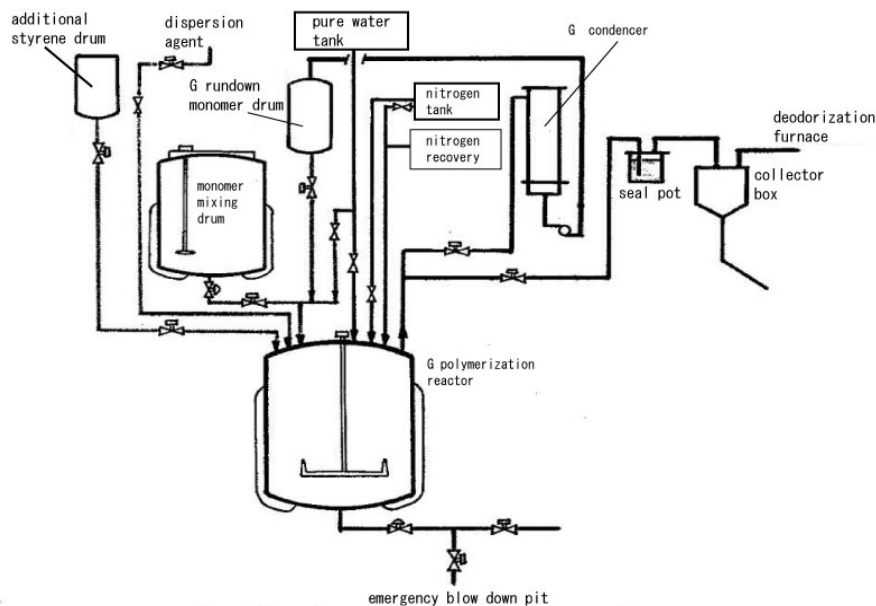 additional
styrene drum
dispersion
agent
pure water
tank
G condencer
G rundown
monomer drum
nitrogen
tank
nitrogen
recovery
deodorization
furnace
monomer
mixing
drum
seal pot
collector
box
G polymerization
reactor
emergency blow down pit